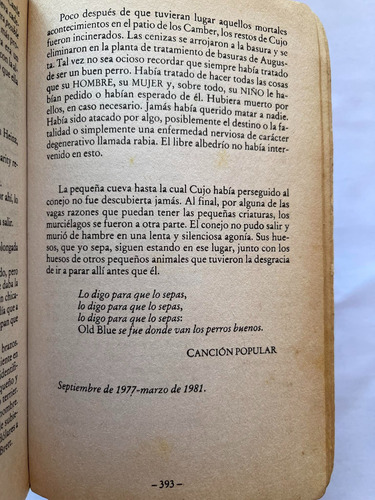 Poco después de que tuvieran lugar aquellos mortales
acontecimientos en el patio de los Camber, los restos de Cujo
fueron incinerados. Las cenizas se arrojaron a la basura y se
eliminaron en la planta de tratamiento de basuras de Augus-
ta. Tal vez no sea ocioso recordar que siempre había tratado
de ser un buen perro. Había tratado de hacer todas las cosas
que su HOMBRE, su MUJER y, sobre todo, su NIÑO le ha-
bían pedido o habían esperado de él. Hubiera muerto por
ellos, en caso necesario. Jamás habría querido matar a nadie.
Había sido atacado por algo, posiblemente el destino o la fa-
talidad o simplemente una enfermedad nerviosa de carácter
degenerativo llamada rabia. El libre albedrío no había inter-
venido en esto.
La pequeña cueva hasta la cual Cujo había perseguido al
conejo no fue descubierta jamás. Al final, por alguna de las
vagas razones que puedan tener las pequeñas criaturas, los
murciélagos se fueron a otra parte. El conejo no pudo salir y
murió de hambre en una lenta y silenciosa agonía. Sus hue-
sos, que yo sepa, siguen estando en ese lugar, junto con los
huesos de otros pequeños animales que tuvieron la desgracia
de ir a parar allí antes que él.
Lo digo para que lo sepas,
lo digo para que lo sepas,
lo digo para que lo sepas:
Old Blue se fue donde van los perros buenos.
CANCIÓN POPULAR
Septiembre de 1977-marzo de 1981.
— 393 —